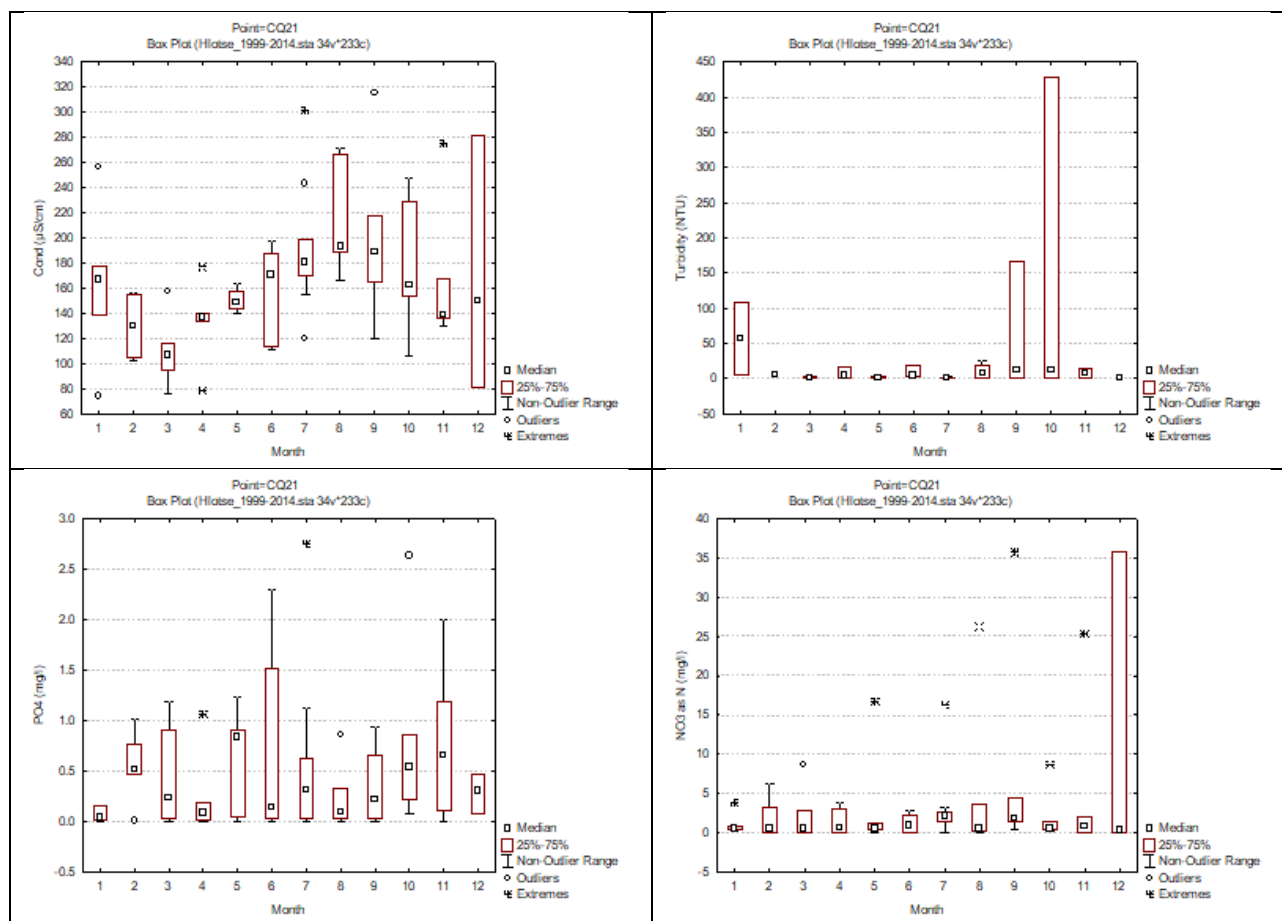 Point=CQ21
Box Plot (Hlotse_1999-2014.sta 34v*233c)
Cond (µS/cm)
340
320
300
280
260
240
220
200
180
160
140
120
100
80
60
1 2 3 4 5 6 7 8 9 10 11 12
Month
Median
25%-75%
Non-Outlier Range
Outliers
Extremes
Point=CQ21
Box Plot (Hlotse_1999-2014.sta 34v*233c)
Turbidity (NTU)
450
400
350
300
250
200
150
100
50
0
-50
1 2 3 4 5 6 7 8 9 10 11 12
Month
Median
25%-75%
Non-Outlier Range
Outliers
Extremes
Point=CQ21
Box Plot (Hlotse_1999-2014.sta 34v*233c)
PO4 (mg/l)
3.0
2.5
2.0
1.5
1.0
0.5
0.0
-0.5
1 2 3 4 5 6 7 8 9 10 11 12
Month
Median
25%-75%
Non-Outlier Range
Outliers
Extremes
Point=CQ21
Box Plot (Hlotse_1999-2014.sta 34v*233c)
NO3 as N (mg/l)
40
35
30
25
20
15
10
5
0
-5
1 2 3 4 5 6 7 8 9 10 11 12
Month
Median
25%-75%
Non-Outlier Range
Outliers
Extremes